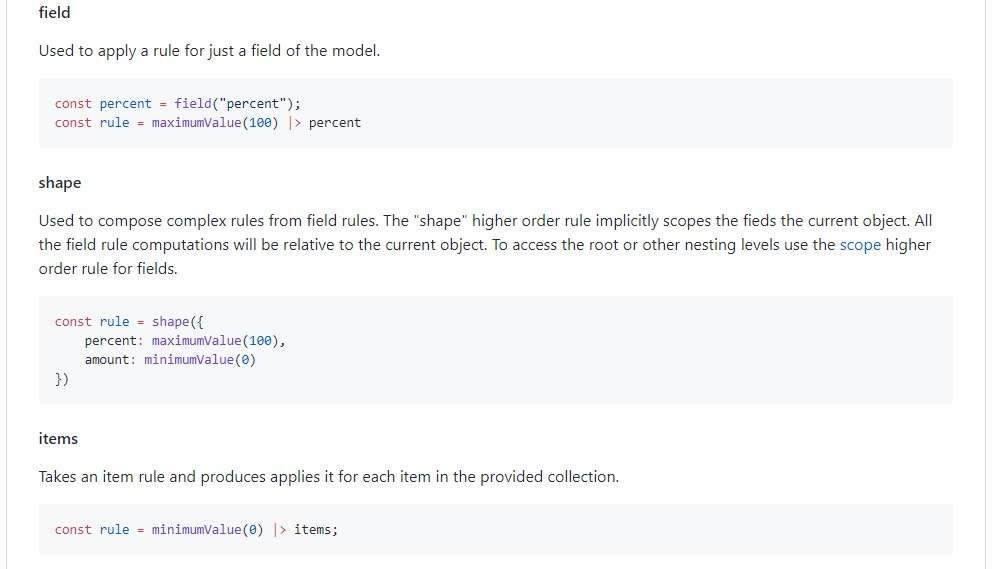 field
Used to apply a rule for just a field of the model.
const percent = field("percent");
const rule = maximumValue(100) |> percent
shape
Used to compose complex rules from field rules. The "shape" higher order rule implicitly scopes the fieds the current object. All
the field rule computations will be relative to the current object. To access the root or other nesting levels use the scope higher
order rule for fields.
const rule = shape({
    percent: maximumValue(100),
    amount: minimumValue(0)
})
items
Takes an item rule and produces applies it for each item in the provided collection.
const rule = minimumValue(0) |> items;